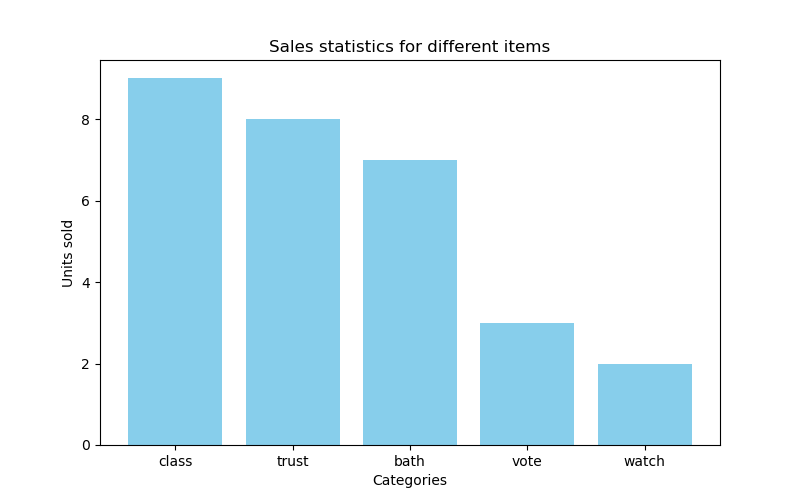 Sales statistics for different items
Units sold
8
6
4
2
0
class trust bath vote watch
Categories